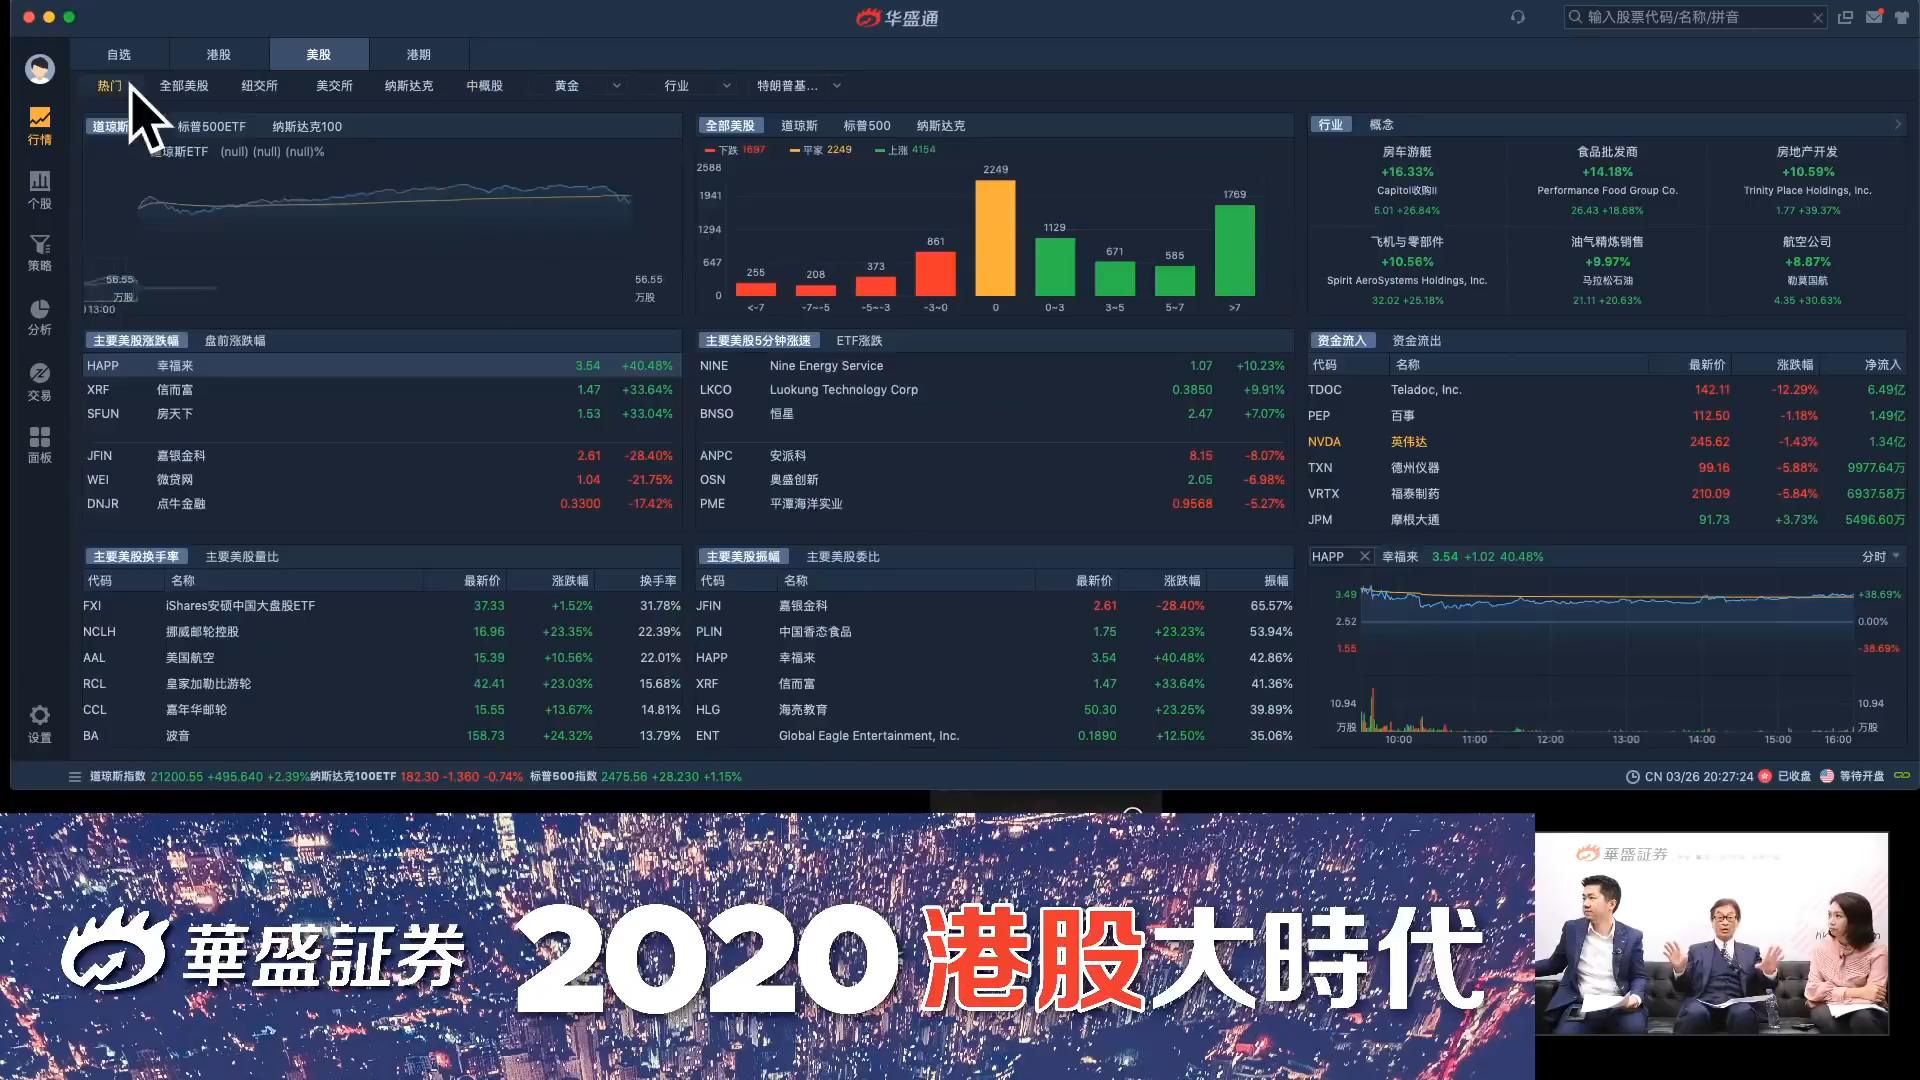 华盛通
输入股票代码/名称/拼音
自选 港股 美股 港期
热门 全部美股 纽交所 美交所 纳斯达克 中概股 黄金 行业 特朗普基...
行情
个股
策略
分析
交易
面板
设置
道琼斯 标普500ETF 纳斯达克100
道琼斯ETF (null) (null) (null)%
56.55 56.55
万股 万股
13:00
全部美股 道琼斯 标普500 纳斯达克
下跌 1697 平家 2249 上涨 4154
2588
1941
1294
647
0
255 208 373 861 2249 1129 671 585 1769
<-7 -7~-5 -5~-3 -3~0 0 0~3 3~5 5~7 >7
行业 概念
房车游艇 食品批发商 房地产开发
+16.33% +14.18% +10.59%
Capitol收购II Performance Food Group Co. Trinity Place Holdings, Inc.
5.01 +26.84% 26.43 +18.68% 1.77 +39.37%
飞机与零部件 油气精炼销售 航空公司
+10.56% +9.97% +8.87%
Spirit AeroSystems Holdings, Inc. 马拉松石油 勒莫国航
32.02 +25.18% 21.11 +20.63% 4.35 +30.63%
主要美股涨跌幅 盘前涨跌幅
HAPP 幸福来 3.54 +40.48%
XRF 信而富 1.47 +33.64%
SFUN 房天下 1.53 +33.04%
JFIN 嘉银金科 2.61 -28.40%
WEI 微贷网 1.04 -21.75%
DNJR 点牛金融 0.3300 -17.42%
主要美股5分钟涨速 ETF涨跌
NINE Nine Energy Service 1.07 +10.23%
LKCO Luokung Technology Corp 0.3850 +9.91%
BNSO 恒星 2.47 +7.07%
ANPC 安派科 8.15 -8.07%
OSN 奥盛创新 2.05 -6.98%
PME 平潭海洋实业 0.9568 -5.27%
资金流入 资金流出
代码 名称 最新价 涨跌幅 净流入
TDOC Teladoc, Inc. 142.11 -12.29% 6.49亿
PEP 百事 112.50 -1.18% 1.49亿
NVDA 英伟达 245.62 -1.43% 1.34亿
TXN 德州仪器 99.16 -5.88% 9977.64万
VRTX 福泰制药 210.09 -5.84% 6937.58万
JPM 摩根大通 91.73 +3.73% 5496.60万
主要美股换手率 主要美股量比
代码 名称 最新价 涨跌幅 换手率
FXI iShares安硕中国大盘股ETF 37.33 +1.52% 31.78%
NCLH 挪威邮轮控股 16.96 +23.35% 22.39%
AAL 美国航空 15.39 +10.56% 22.01%
RCL 皇家加勒比游轮 42.41 +23.03% 15.68%
CCL 嘉年华邮轮 15.55 +13.67% 14.81%
BA 波音 158.73 +24.32% 13.79%
主要美股振幅 主要美股委比
代码 名称 最新价 涨跌幅 振幅
JFIN 嘉银金科 2.61 -28.40% 65.57%
PLIN 中国香态食品 1.75 +23.23% 53.94%
HAPP 幸福来 3.54 +40.48% 42.86%
XRF 信而富 1.47 +33.64% 41.36%
HLG 海亮教育 50.30 +23.25% 39.89%
ENT Global Eagle Entertainment, Inc. 0.1890 +12.50% 35.06%
HAPP 幸福来 3.54 +1.02 40.48% 分时
3.49 +38.69%
2.52 0.00%
1.55 -38.69%
10.94 10.94
万股 万股
10:00 11:00 12:00 13:00 14:00 15:00 16:00
道琼斯指数 21200.55 +495.640 +2.39% 纳斯达克100ETF 182.30 -1.360 -0.74% 标普500指数 2475.56 +28.230 +1.15%
CN 03/26 20:27:24 已收盘 等待开盘
華盛証券 2020港股大時代
華盛証券